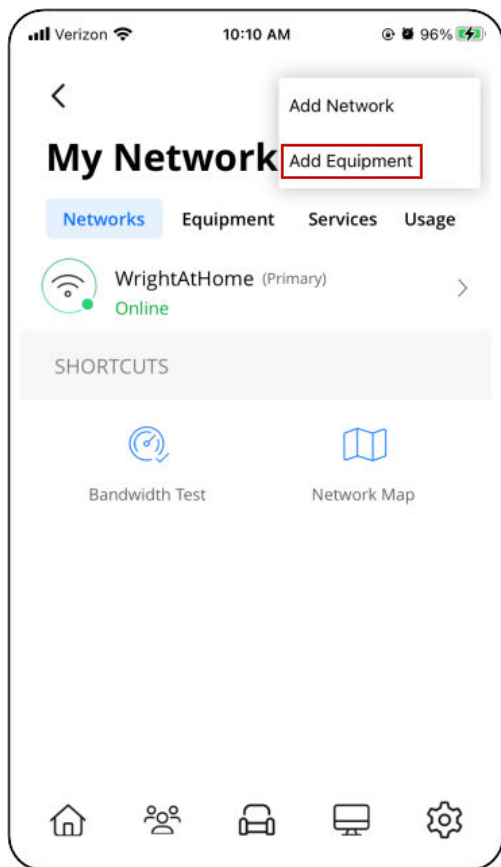 Verizon 10:10 AM 96%
Add Network
My Network
Add Equipment
Networks Equipment Services Usage
WrightAtHome (Primary)
Online
SHORTCUTS
Bandwidth Test Network Map